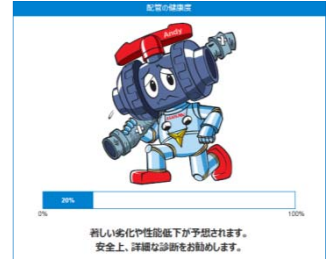 配管の健康度
Andy
20%
0%
100%
著しい劣化や性能低下が予想されます。
安全上、詳細な診断をお勧めします。